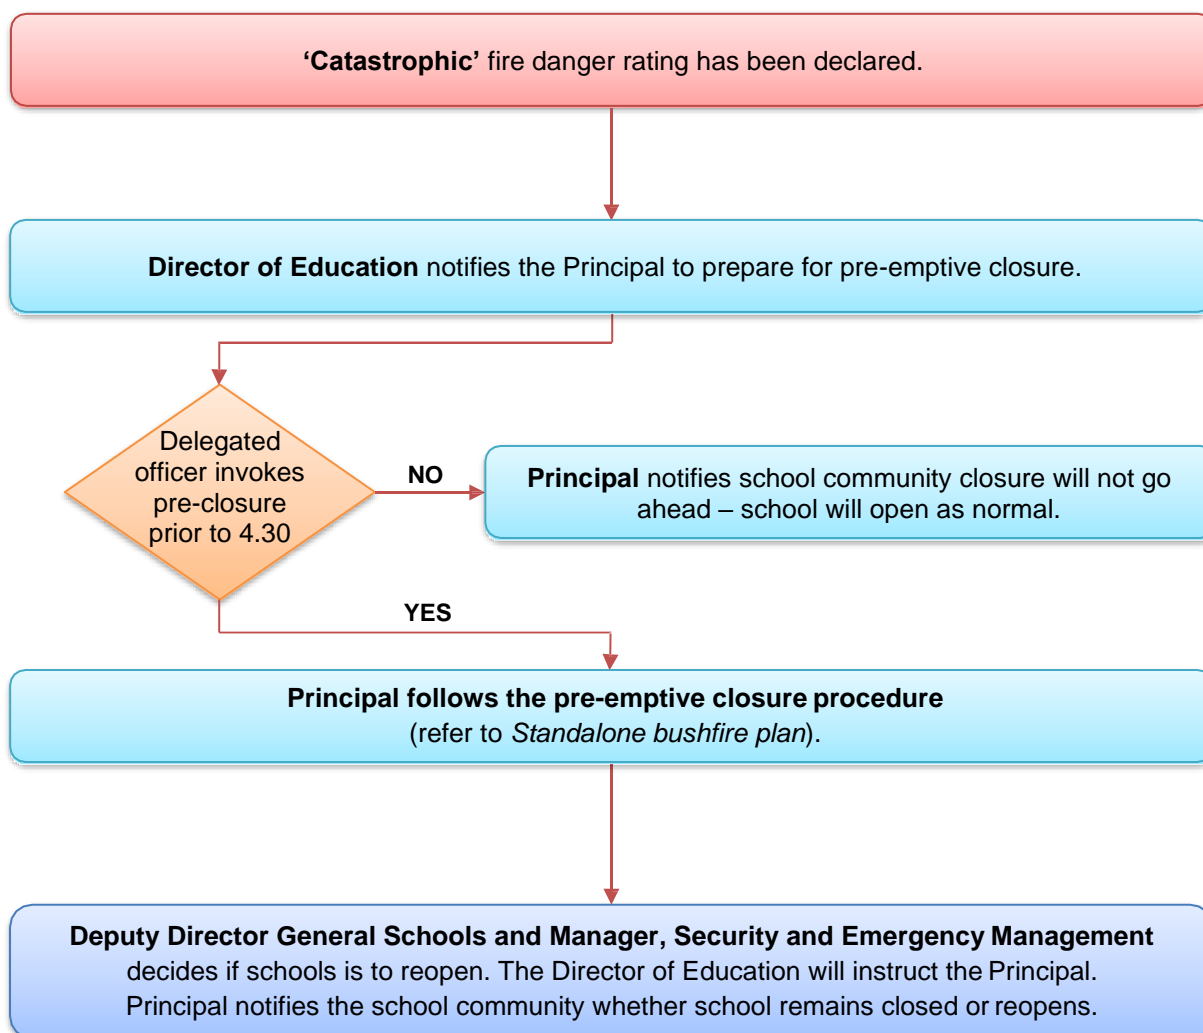 ‘Catastrophic’ fire danger rating has been declared.
Director of Education notifies the Principal to prepare for pre-emptive closure.
Delegated
officer invokes
pre-closure
prior to 4.30
NO
Principal notifies school community closure will not go
ahead – school will open as normal.
YES
Principal follows the pre-emptive closure procedure
(refer to Standalone bushfire plan).
Deputy Director General Schools and Manager, Security and Emergency Management
decides if schools is to reopen. The Director of Education will instruct the Principal.
Principal notifies the school community whether school remains closed or reopens.